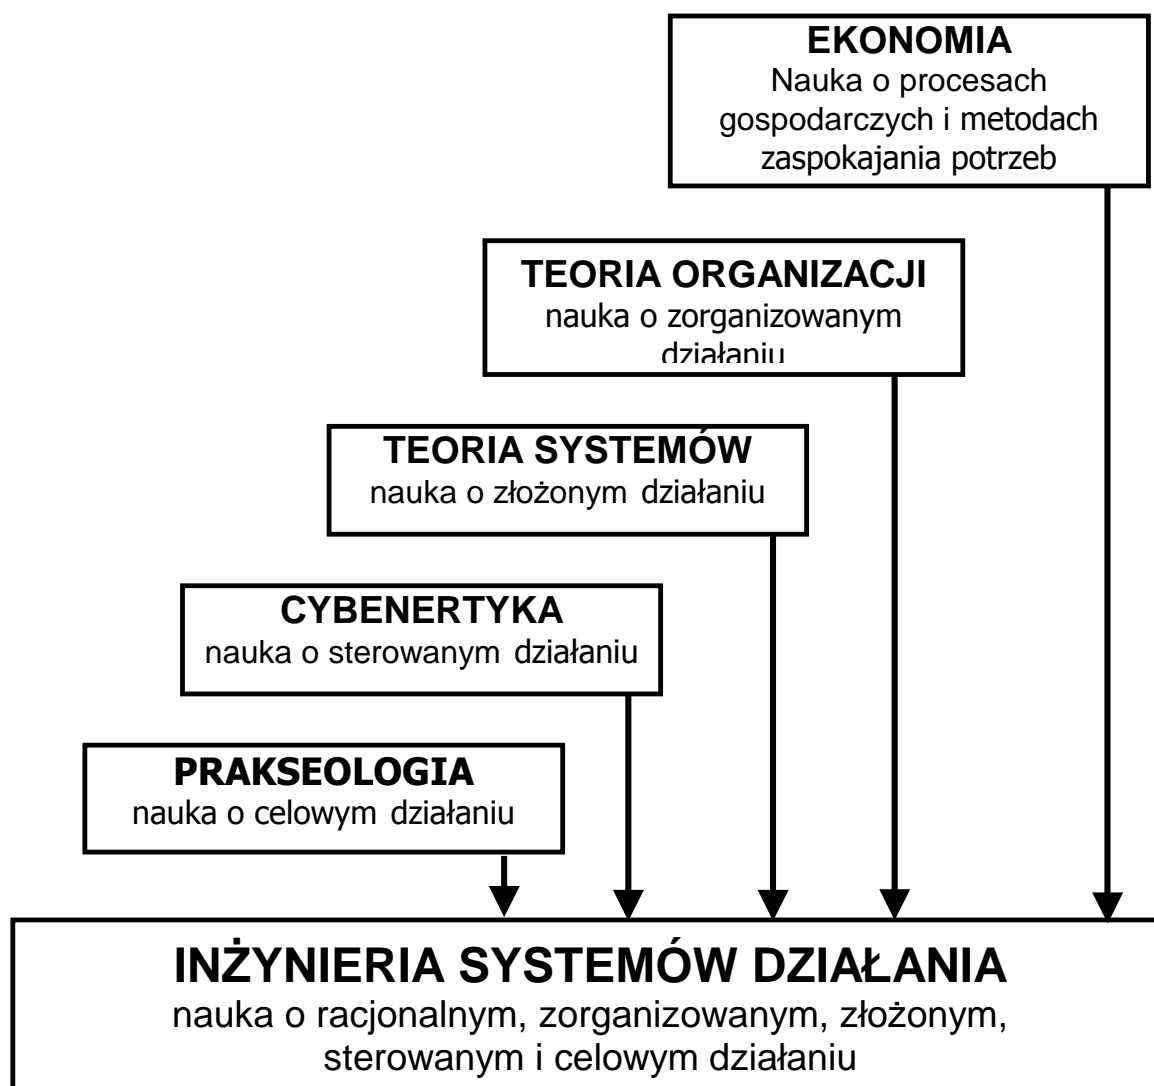 EKONOMIA
Nauka o procesach
gospodarczych i metodach
zaspokajania potrzeb
TEORIA ORGANIZACJI
nauka o zorganizowanym
działaniu
TEORIA SYSTEMÓW
nauka o złożonym działaniu
CYBENERTYKA
nauka o sterowanym działaniu
PRAKSEOLOGIA
nauka o celowym działaniu
INŻYNIERIA SYSTEMÓW DZIAŁANIA
nauka o racjonalnym, zorganizowanym, złożonym,
sterowanym i celowym działaniu